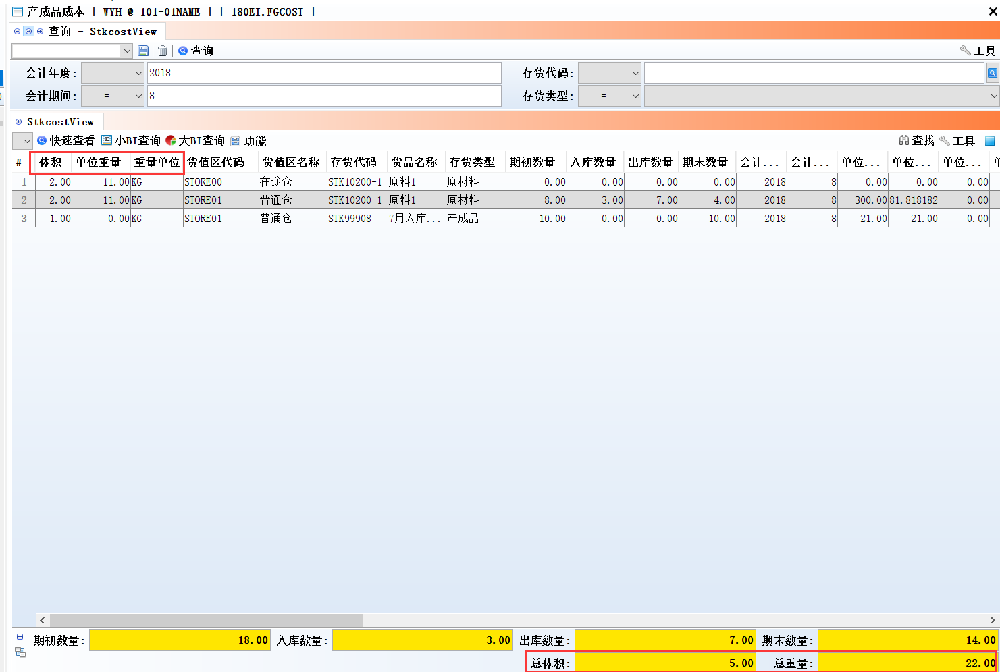 产成品成本 [ WYH @ 101-01NAME ] [ 180EI.FGCOST ]
查询 - StkcostView
查询 工具
会计年度: = 2018 存货代码: =
会计期间: = 8 存货类型: =
StkcostView
快速查看 小BI查询 大BI查询 功能 查找 工具
# 体积 单位重量 重量单位 货值区代码 货值区名称 存货代码 货品名称 存货类型 期初数量 入库数量 出库数量 期末数量 会计... 会计... 单位... 单位... 单位...
1 2.00 11.00 KG STORE00 在途仓 STK10200-1 原料1 原材料 0.00 0.00 0.00 0.00 2018 8 0.00 0.00 0.00
2 2.00 11.00 KG STORE01 普通仓 STK10200-1 原料1 原材料 8.00 3.00 7.00 4.00 2018 8 300.00 81.818182 0.00
3 1.00 0.00 KG STORE01 普通仓 STK99908 7月入库... 产成品 10.00 0.00 0.00 10.00 2018 8 21.00 21.00 0.00
期初数量: 18.00 入库数量: 3.00 出库数量: 7.00 期末数量: 14.00
总体积: 5.00 总重量: 22.00